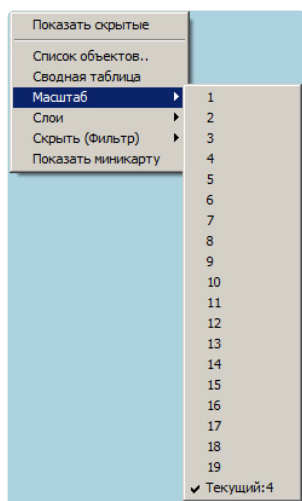 Показать скрытые
Список объектов..
Сводная таблица
Масштаб
Слои
Скрыть (Фильтр)
Показать миникарту
1
2
3
4
5
6
7
8
9
10
11
12
13
14
15
16
17
18
19
Текущий:4